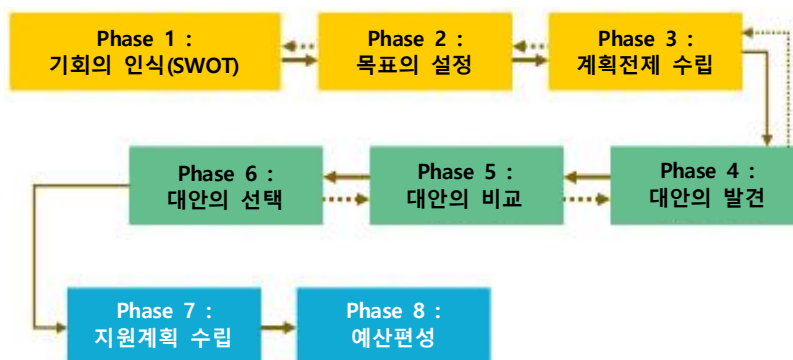 Phase 1 :
기회의 인식(SWOT)
Phase 2 :
목표의 설정
Phase 3 :
계획전제 수립
Phase 6 :
대안의 선택
Phase 5 :
대안의 비교
Phase 4 :
대안의 발견
Phase 7 :
지원계획 수립
Phase 8 :
예산편성